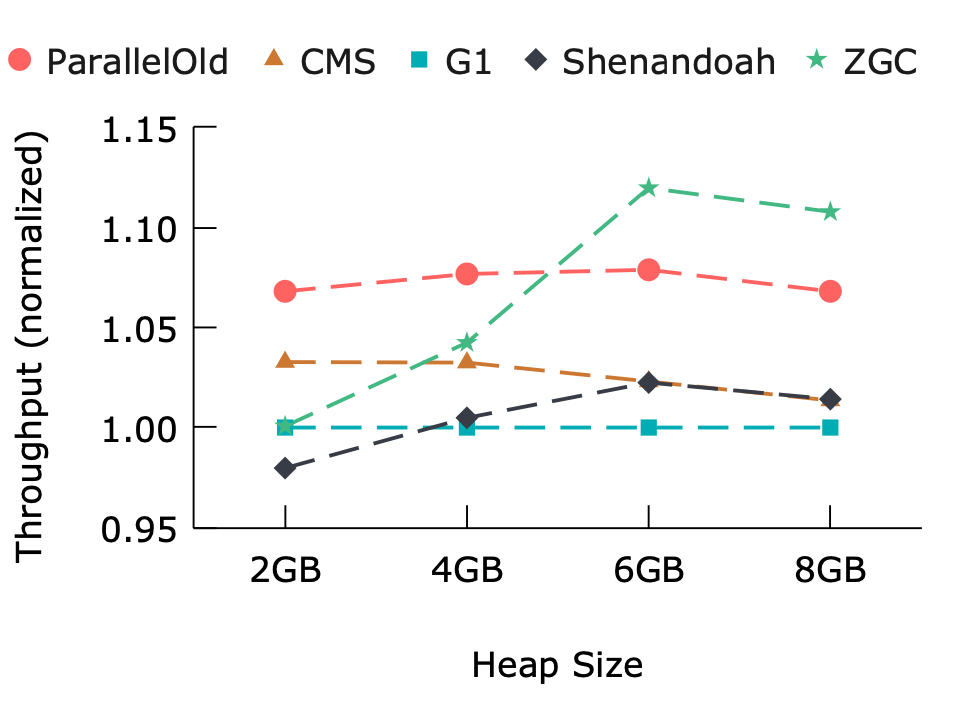 ParallelOld CMS G1 Shenandoah ZGC
Throughput (normalized)
1.15
1.10
1.05
1.00
0.95
2GB 4GB 6GB 8GB
Heap Size